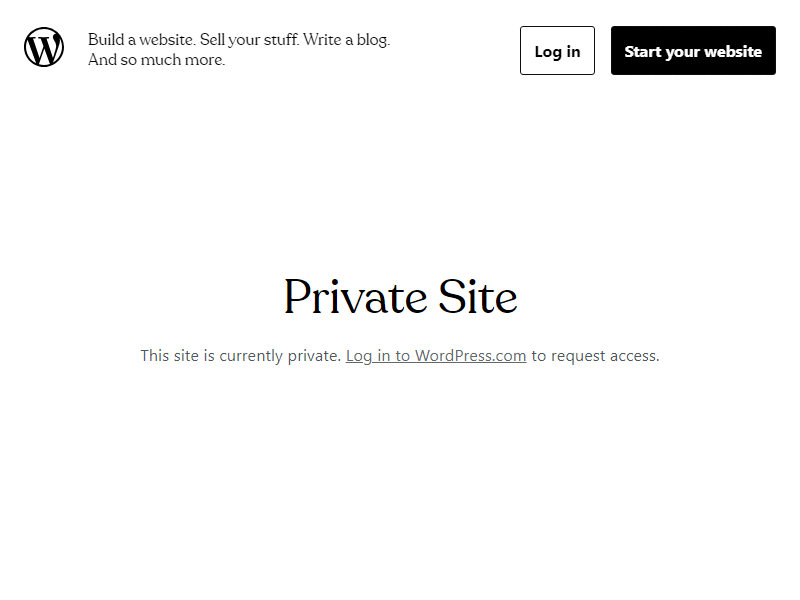 Build a website. Sell your stuff. Write a blog.
And so much more.
Log in
Start your website
Private Site
This site is currently private. Log in to WordPress.com to request access.